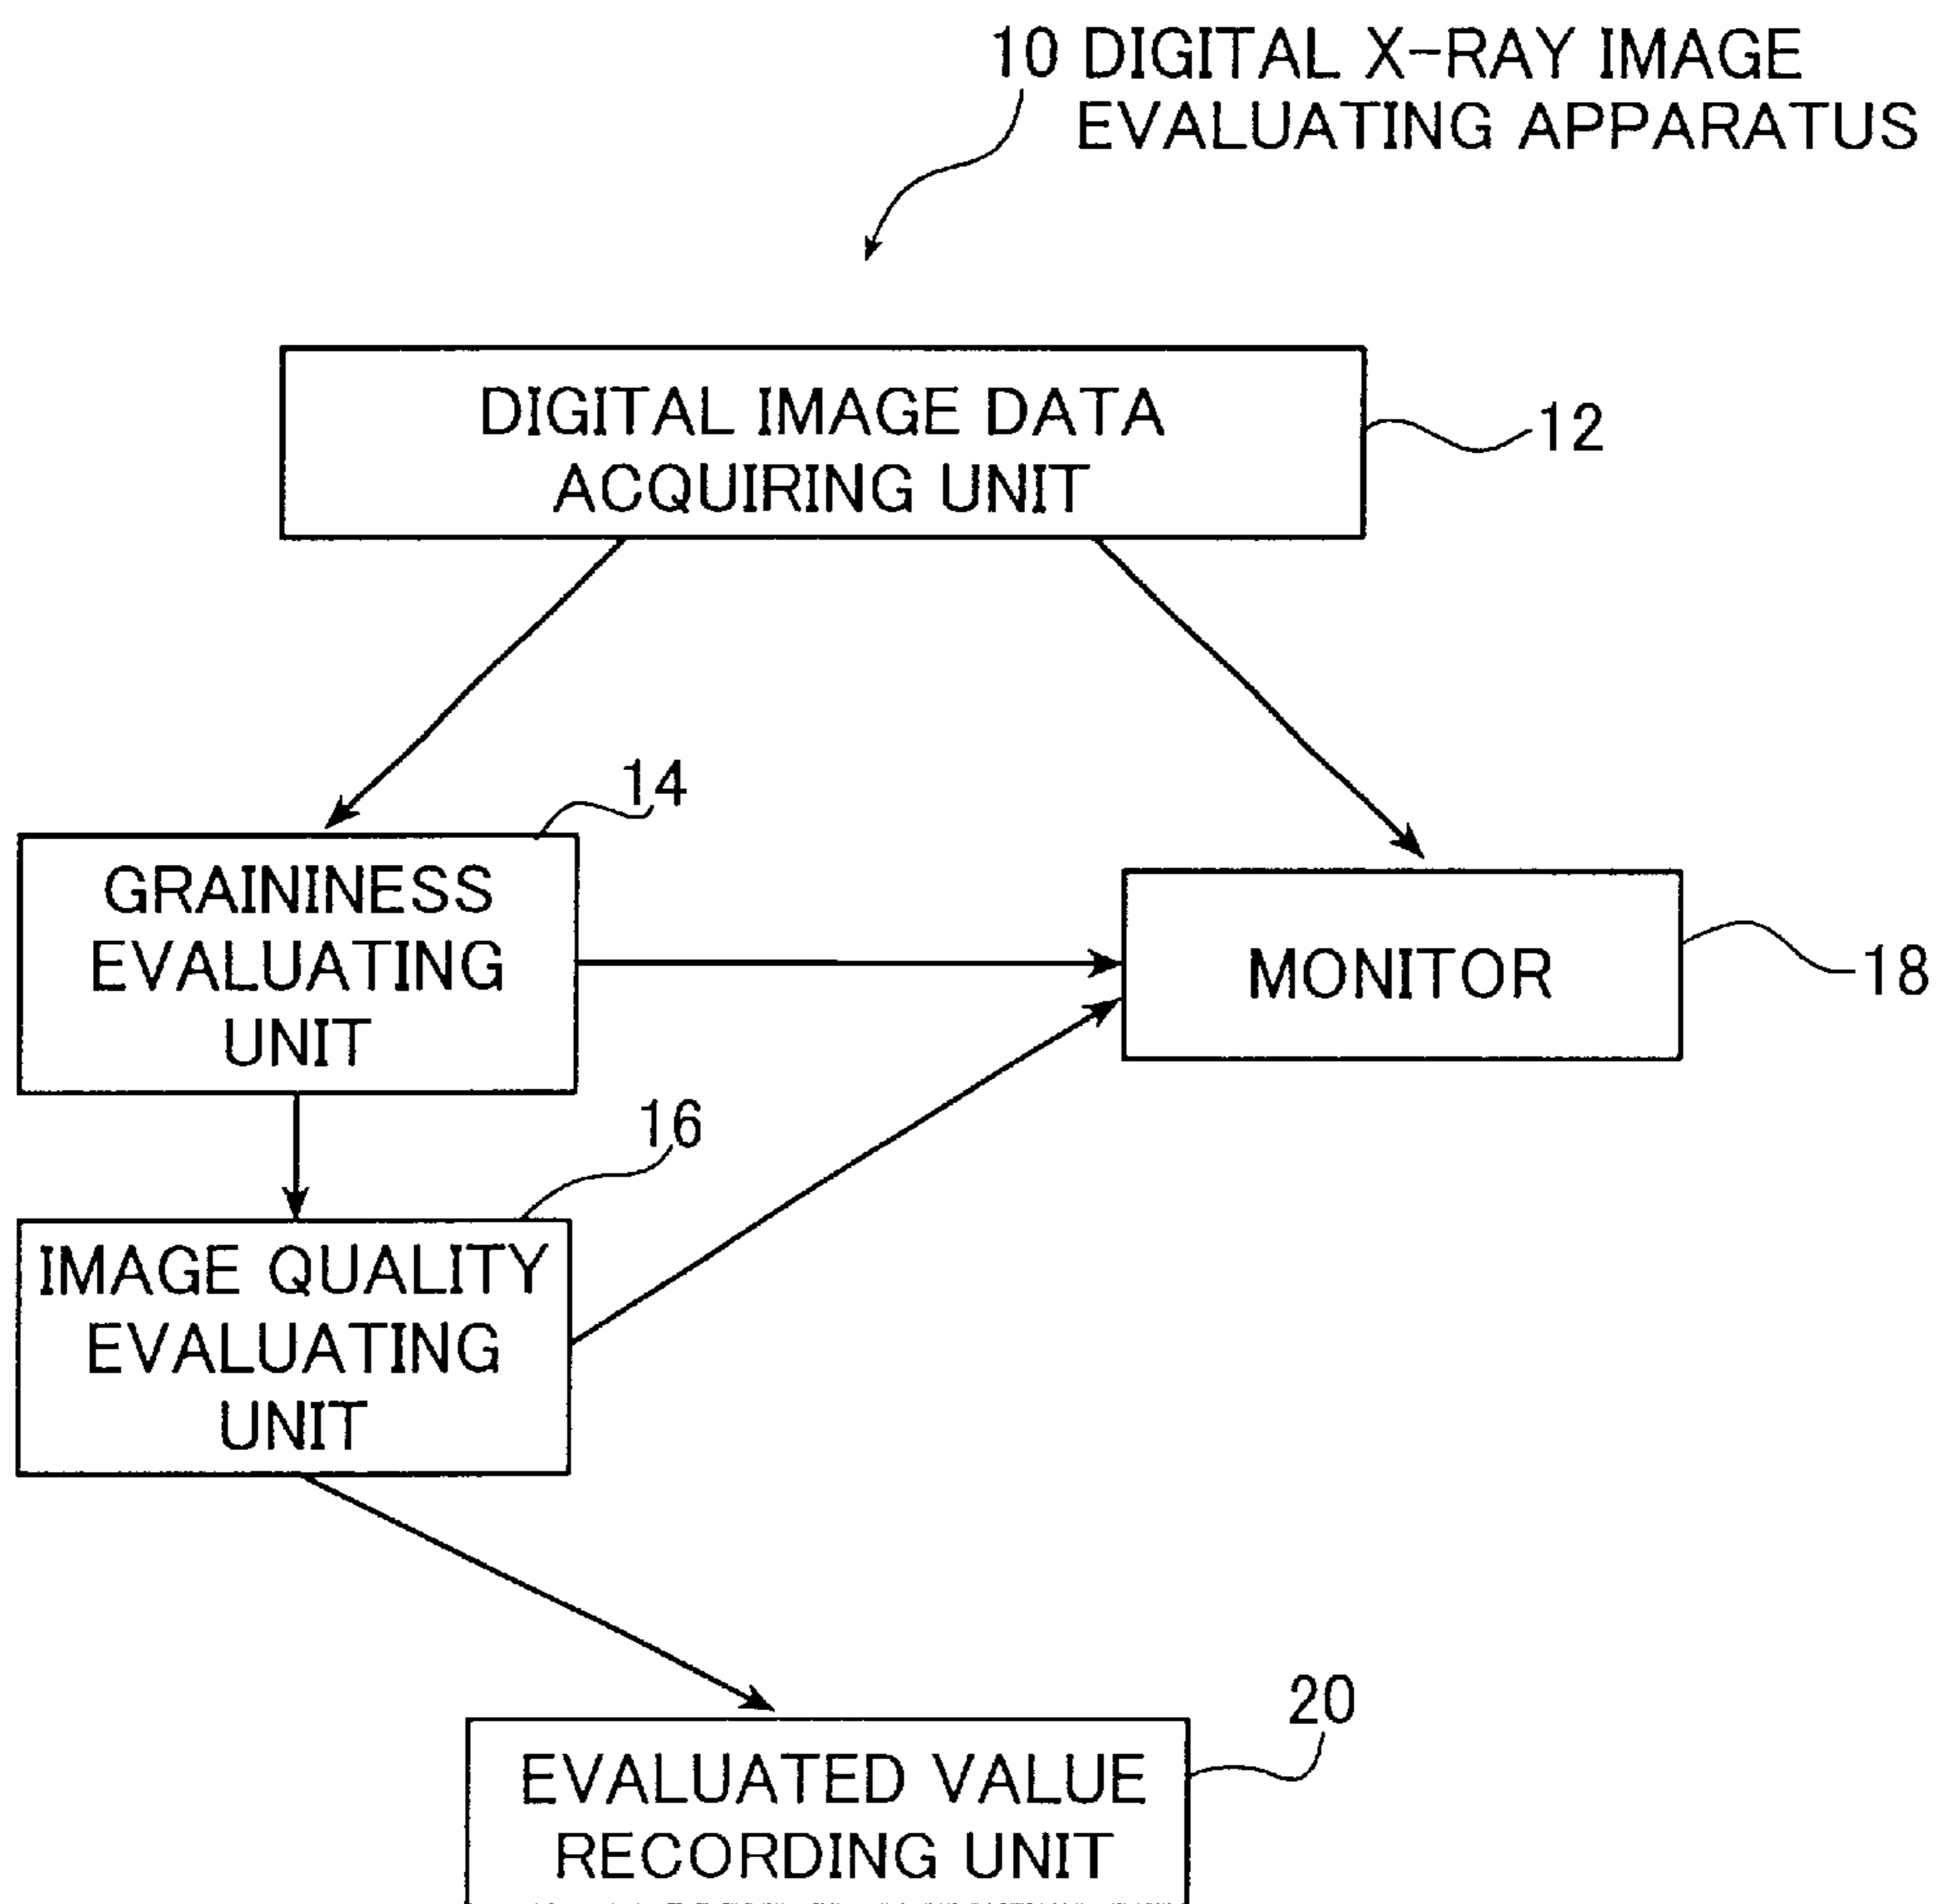 10 DIGITAL X-RAY IMAGE
EVALUATING APPARATUS
DIGITAL IMAGE DATA
ACQUIRING UNIT
12
14
GRAININESS
EVALUATING
UNIT
MONITOR
18
16
IMAGE QUALITY
EVALUATING
UNIT
20
EVALUATED VALUE
RECORDING UNIT